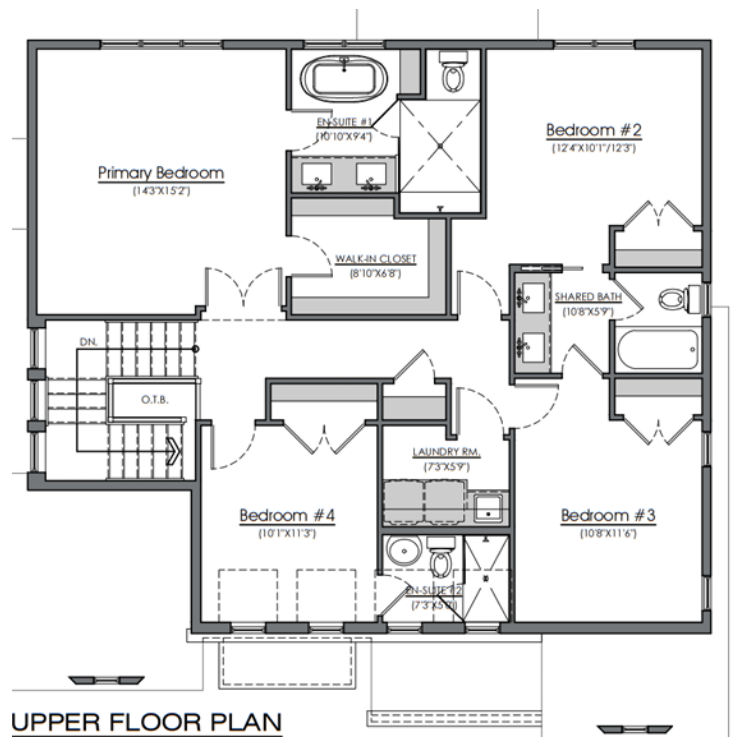 EN-SUITE #1
(10'10"X9'4")
Bedroom #2
(12'4"X10'1"/12'3")
Primary Bedroom
(14'3"X15'2")
WALK-IN CLOSET
(8'10"X6'8")
SHARED BATH
(10'8"X5'9")
DN.
O.T.B.
LAUNDRY RM.
(7'3"X5'9")
Bedroom #4
(10'1"X11'3")
Bedroom #3
(10'8"X11'6")
EN-SUITE #2
UPPER FLOOR PLAN